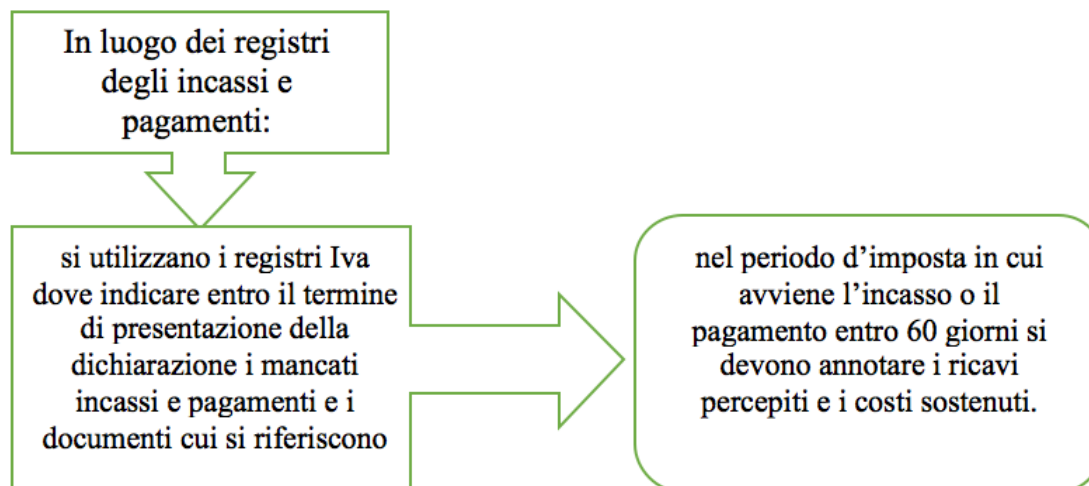 In luogo dei registri
degli incassi e
pagamenti:
si utilizzano i registri Iva
dove indicare entro il termine
di presentazione della
dichiarazione i mancati
incassi e pagamenti e i
documenti cui si riferiscono
nel periodo d’imposta in cui
avviene l’incasso o il
pagamento entro 60 giorni si
devono annotare i ricavi
percepiti e i costi sostenuti.